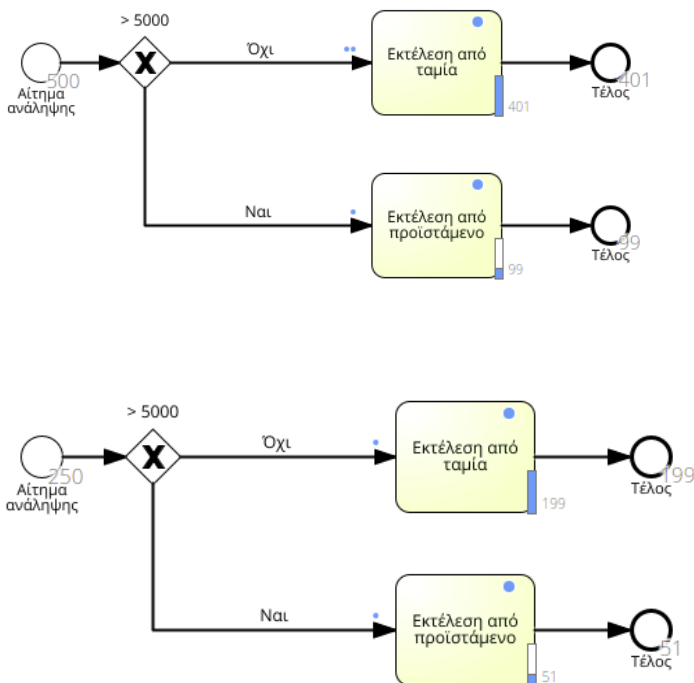 > 5000
Όχι
Εκτέλεση από
ταμία
500
Αίτημα
ανάληψης
401
401
Τέλος
Ναι
Εκτέλεση από
προϊστάμενο
99
99
Τέλος
> 5000
Όχι
Εκτέλεση από
ταμία
250
Αίτημα
ανάληψης
199
199
Τέλος
Ναι
Εκτέλεση από
προϊστάμενο
51
51
Τέλος